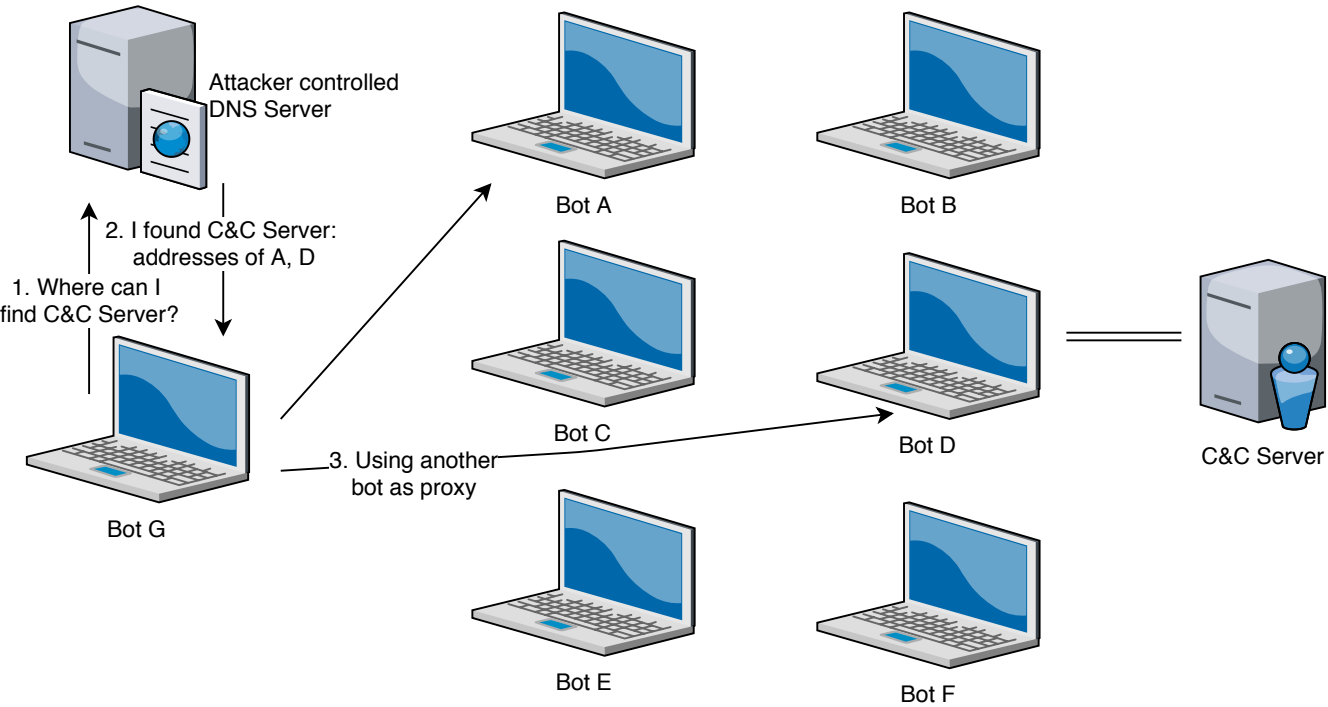 Attacker controlled
DNS Server
2. I found C&C Server:
addresses of A, D
1. Where can I
find C&C Server?
Bot A
Bot B
Bot C
Bot D
3. Using another
bot as proxy
C&C Server
Bot G
Bot E
Bot F